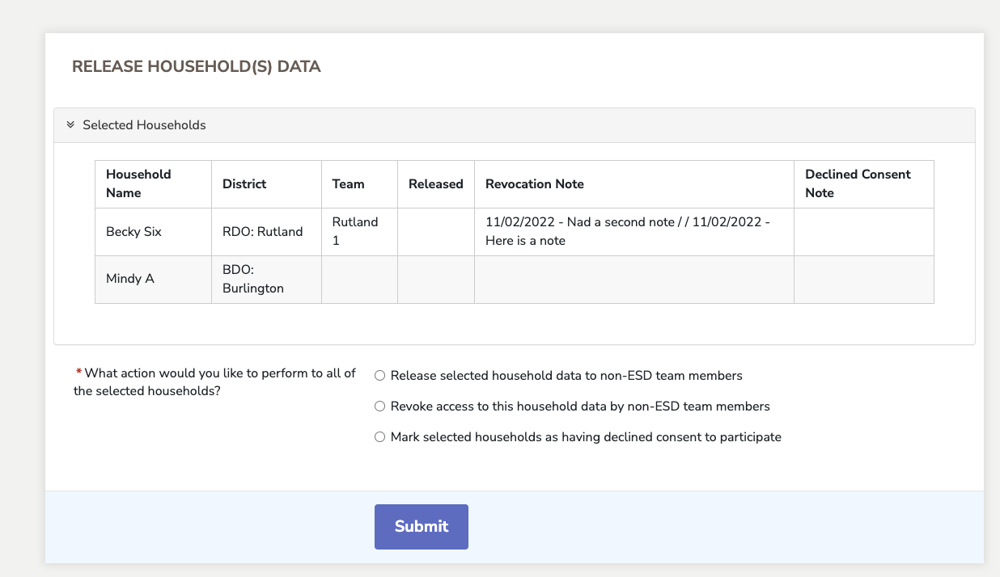 RELEASE HOUSEHOLD(S) DATA
Selected Households
Household Name
District
Team
Released
Revocation Note
Declined Consent Note
Becky Six
RDO: Rutland
Rutland 1
11/02/2022 - Nad a second note / / 11/02/2022 -
Here is a note
Mindy A
BDO:
Burlington
* What action would you like to perform to all of
the selected households?
Release selected household data to non-ESD team members
Revoke access to this household data by non-ESD team members
Mark selected households as having declined consent to participate
Submit